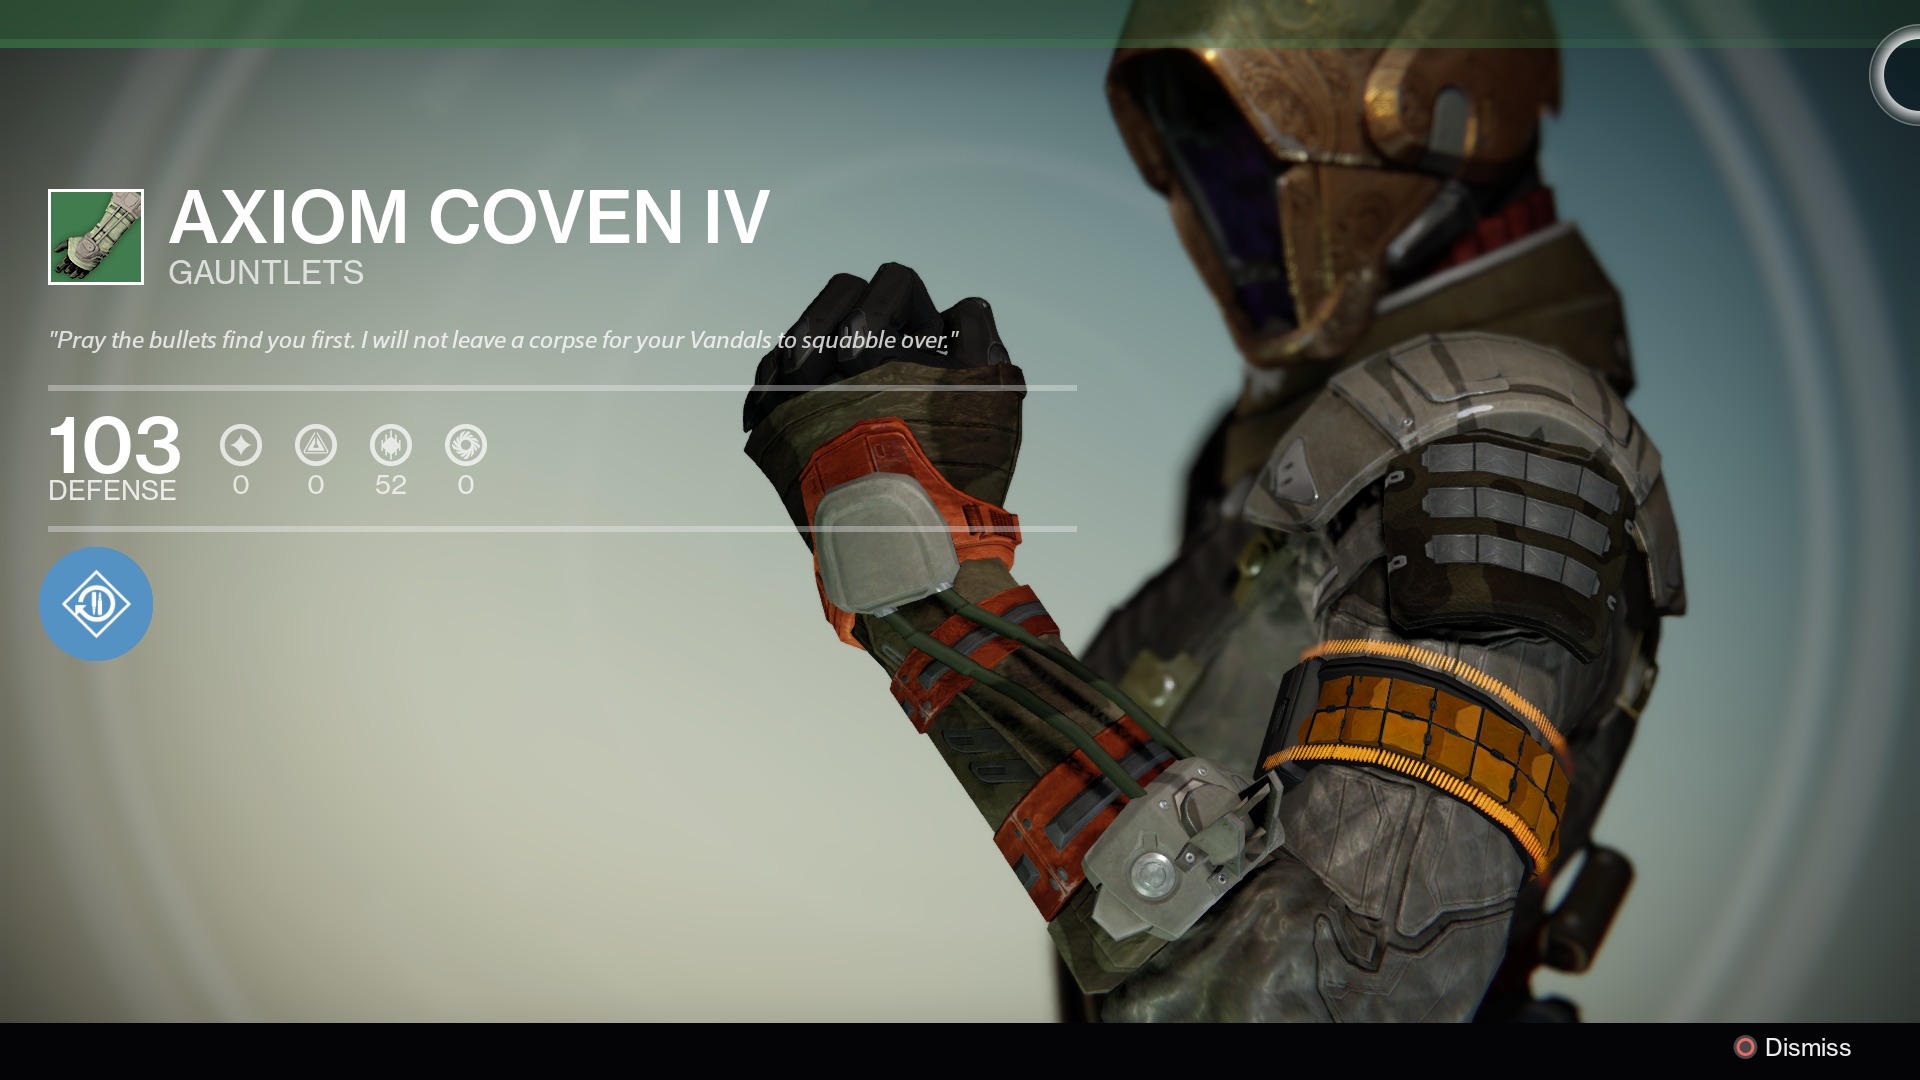 AXIOM COVEN IV
GAUNTLETS
"Pray the bullets find you first. I will not leave a corpse for your Vandals to squabble over."
103
DEFENSE
0 0 52 0
Dismiss